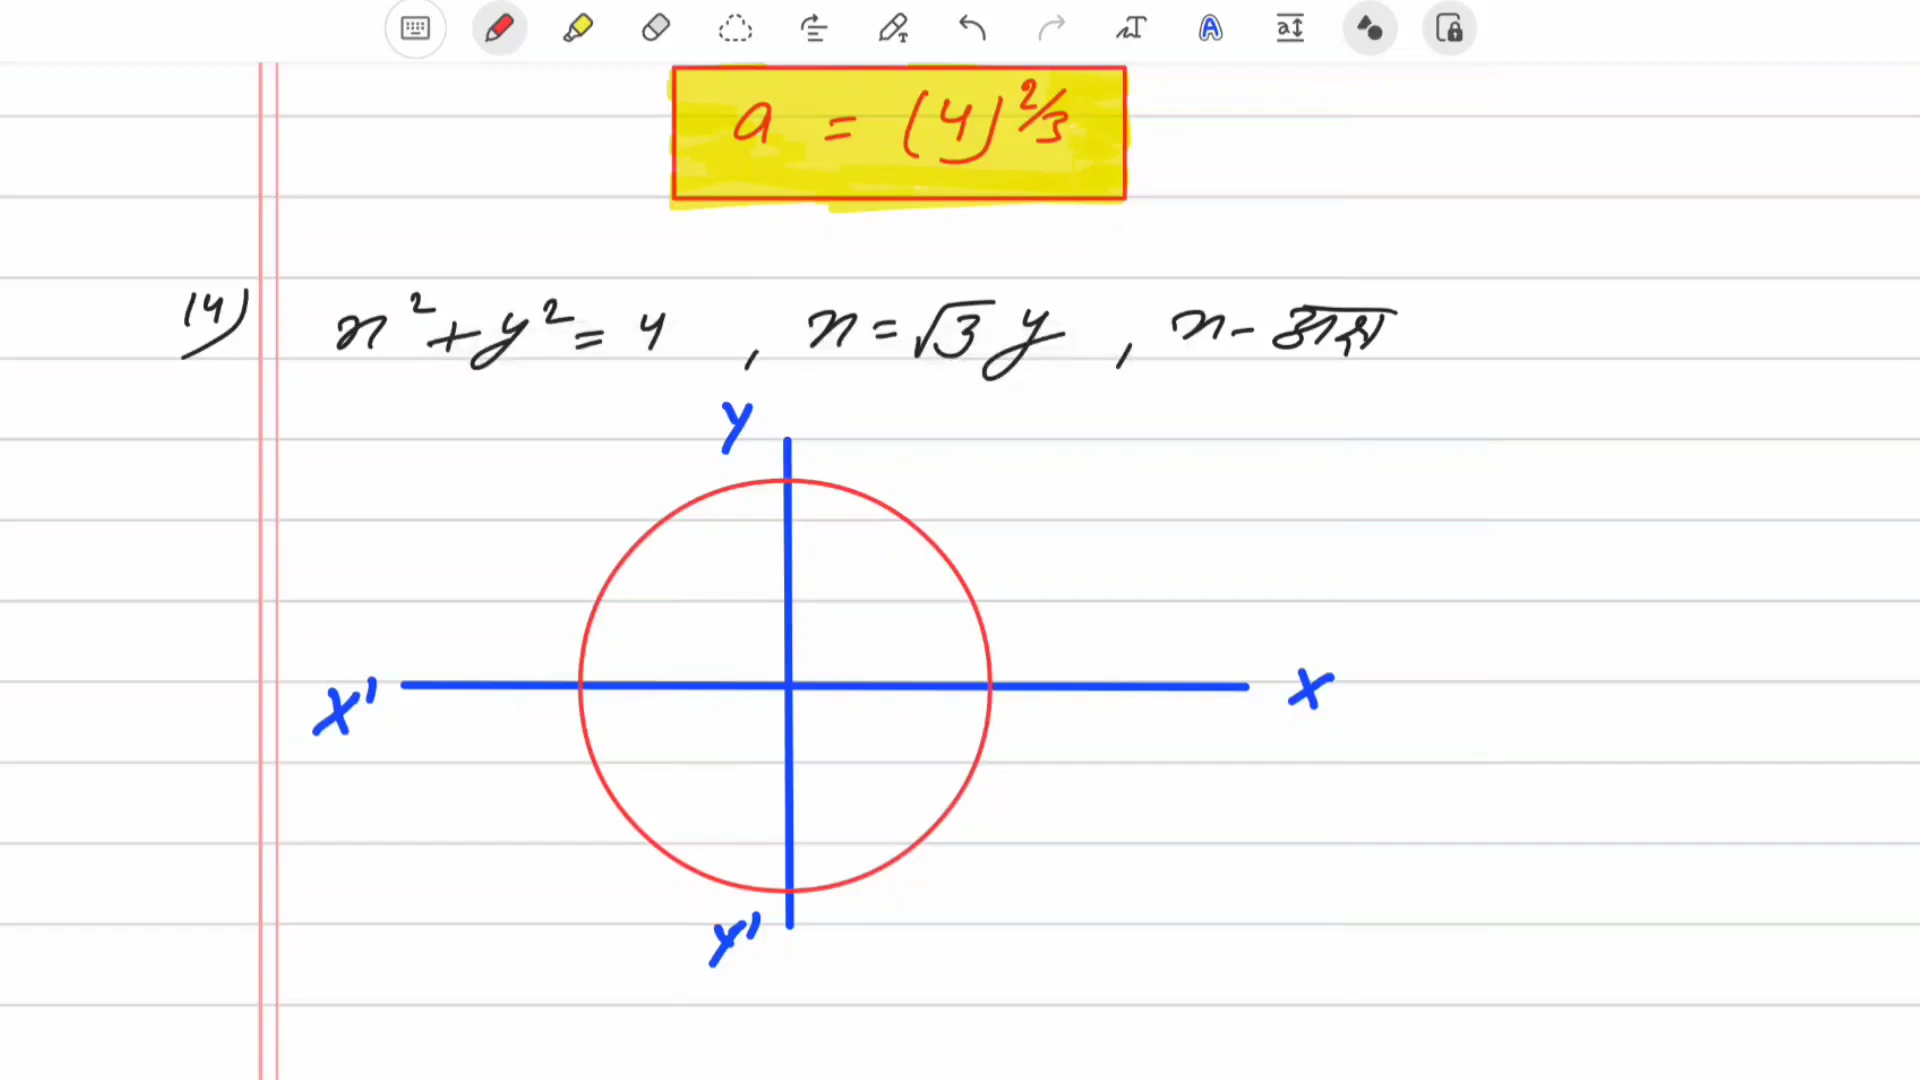 a = (4)^2/3
14) x² + y² = 4 , x = √3 y , x - अक्ष
y
x' x
y'